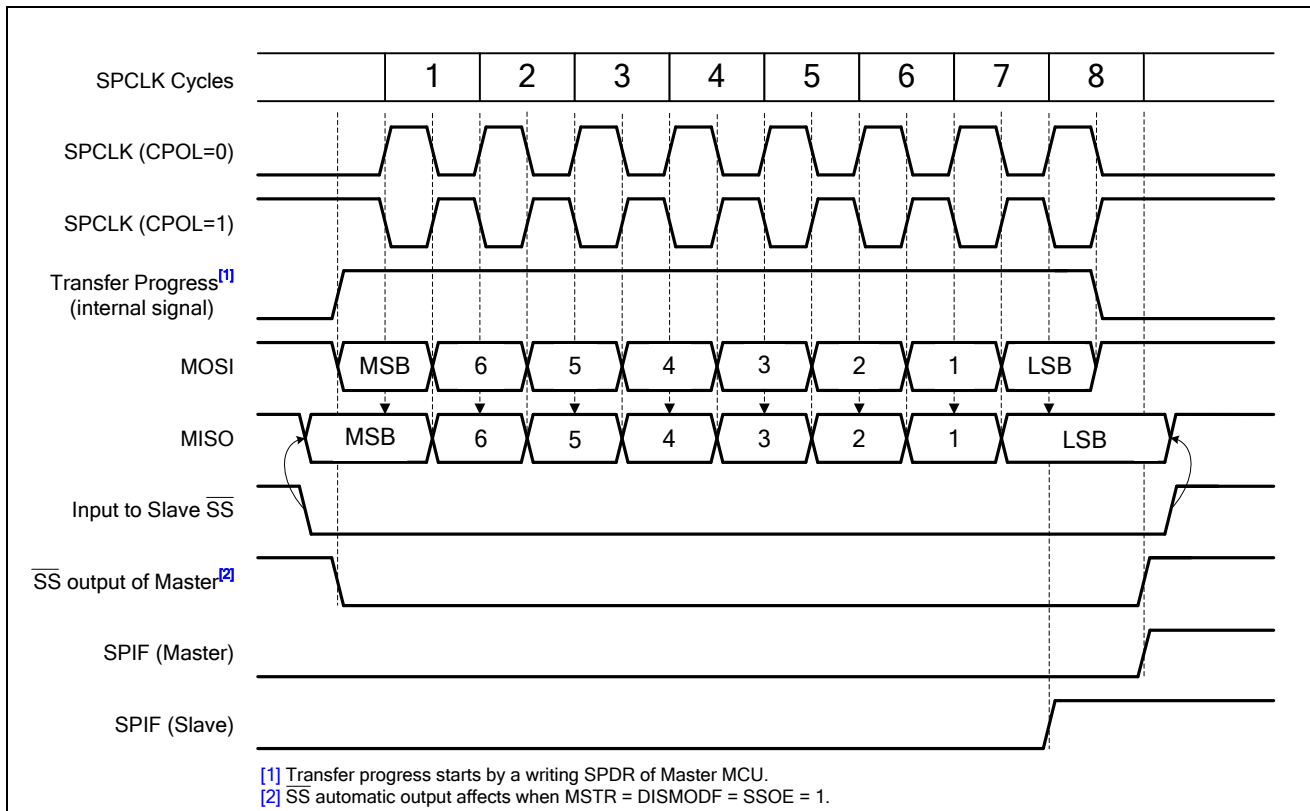 SPCLK Cycles 1 2 3 4 5 6 7 8
SPCLK (CPOL=0)
SPCLK (CPOL=1)
Transfer Progress[1]
(internal signal)
MOSI MSB 6 5 4 3 2 1 LSB
MISO MSB 6 5 4 3 2 1 LSB
Input to Slave S̅S̅
S̅S̅ output of Master[2]
SPIF (Master)
SPIF (Slave)
[1] Transfer progress starts by a writing SPDR of Master MCU.
[2] S̅S̅ automatic output affects when MSTR = DISMODF = SSOE = 1.